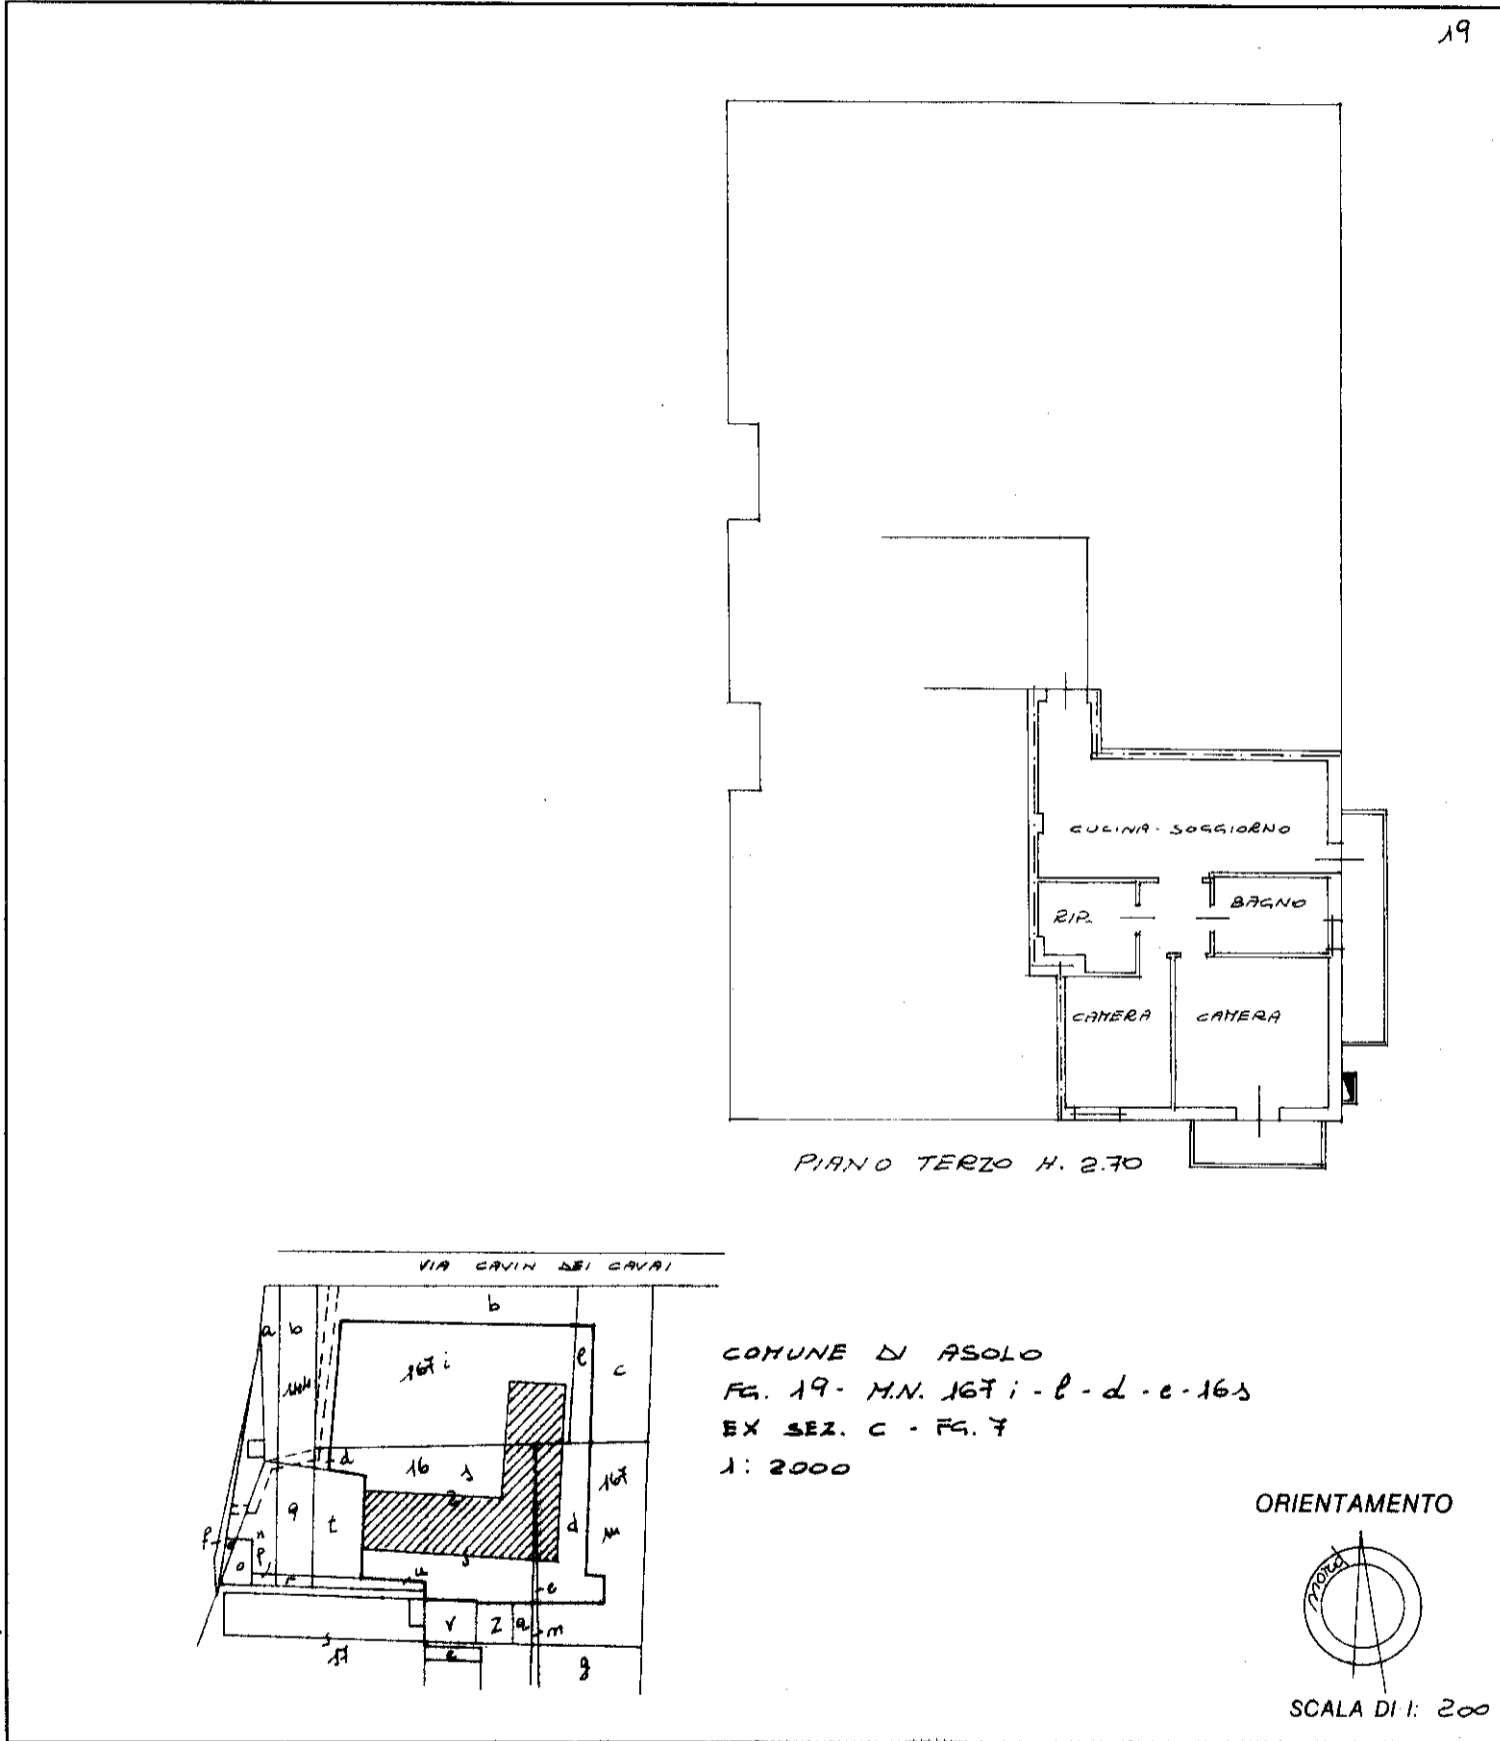 19
CUCINA - SOGGIORNO
RIP.
BAGNO
CAMERA
CAMERA
PIANO TERZO H. 2.70
VIA CAVIN DEI CAVAI
b
a b
167 i
l
c
d
16 s
167
m
q
t
d
f
n
p
o
r
u
e
v
z
a
m
17
g
COMUNE DI ASOLO
FG. 19 - M.N. 167 i - l - d - e - 16 s
EX SEZ. C - FG. 7
1: 2000
ORIENTAMENTO
nord
SCALA DI 1: 200